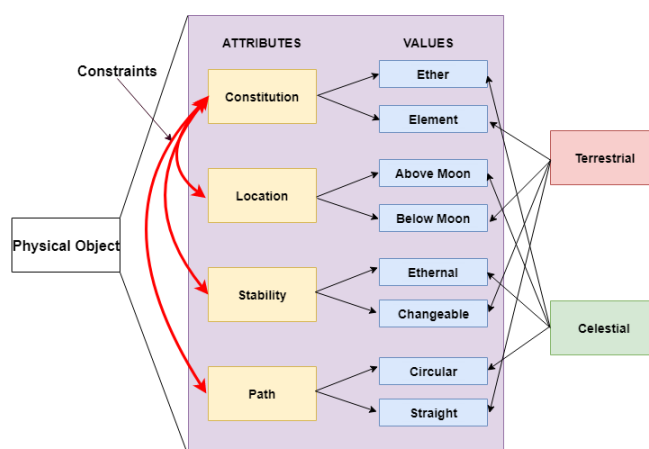 ATTRIBUTES
VALUES
Constraints
Constitution
Ether
Element
Terrestrial
Location
Above Moon
Below Moon
Physical Object
Stability
Ethernal
Changeable
Celestial
Path
Circular
Straight